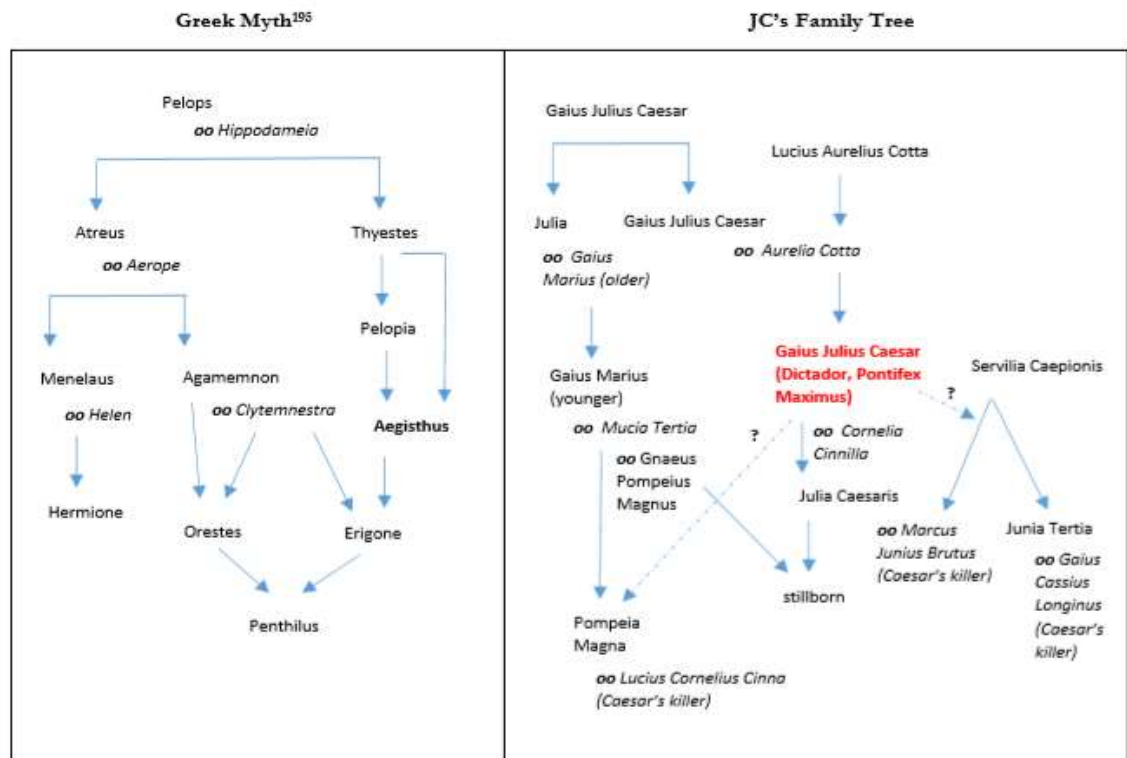 Greek Myth¹⁹⁵
Pelops
oo Hippodameia
Atreus
oo Aerope
Thyestes
Pelopia
Menelaus
oo Helen
Agamemnon
oo Clytemnestra
Aegisthus
Hermione
Orestes
Erigone
Penthilus
JC's Family Tree
Gaius Julius Caesar
Lucius Aurelius Cotta
Julia
oo Gaius
Marius (older)
Gaius Julius Caesar
oo Aurelia Cotta
Gaius Marius
(younger)
oo Mucia Tertia
oo Gnaeus
Pompeius
Magnus
Gaius Julius Caesar
(Dictador, Pontifex
Maximus)
?
?
oo Cornelia
Cinnilla
Servilia Caepionis
Julia Caesaris
oo Marcus
Junius Brutus
(Caesar's killer)
Junia Tertia
oo Gaius
Cassius
Longinus
(Caesar's
killer)
stillborn
Pompeia
Magna
oo Lucius Cornelius Cinna
(Caesar's killer)